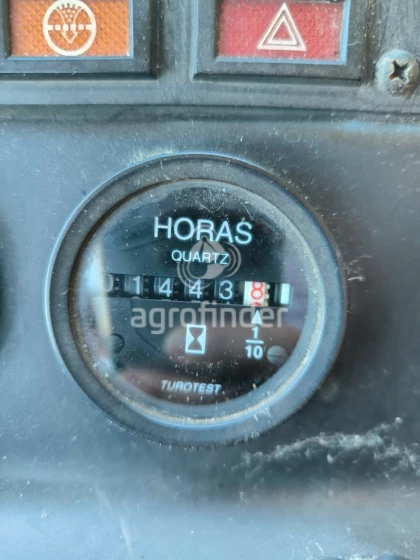 HORAS
QUARTZ
014438
agrofinder
1/10
TUROTEST.